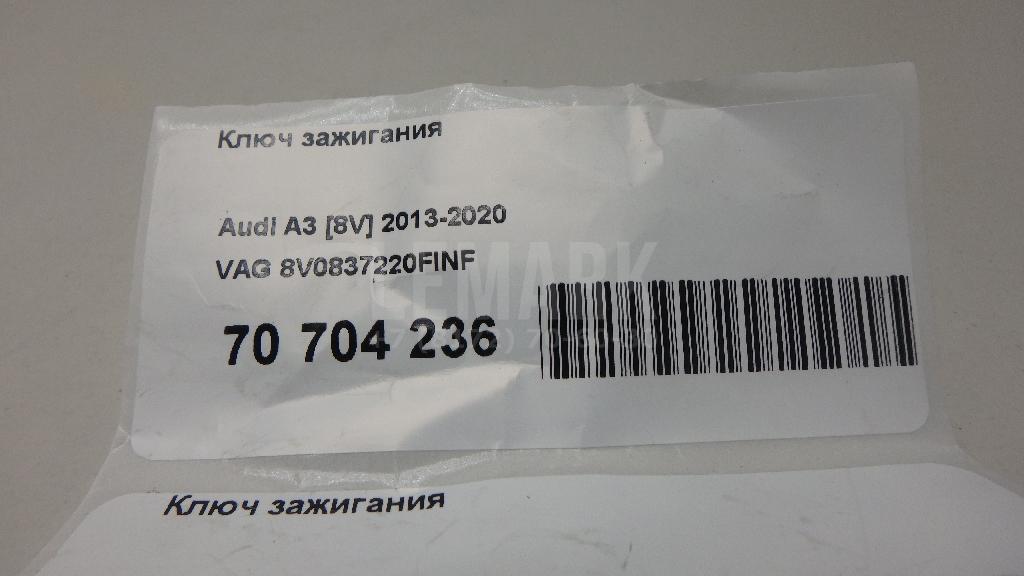 Ключ зажигания
Audi A3 [8V] 2013-2020
VAG 8V0837220FINF
70 704 236
Ключ зажигания